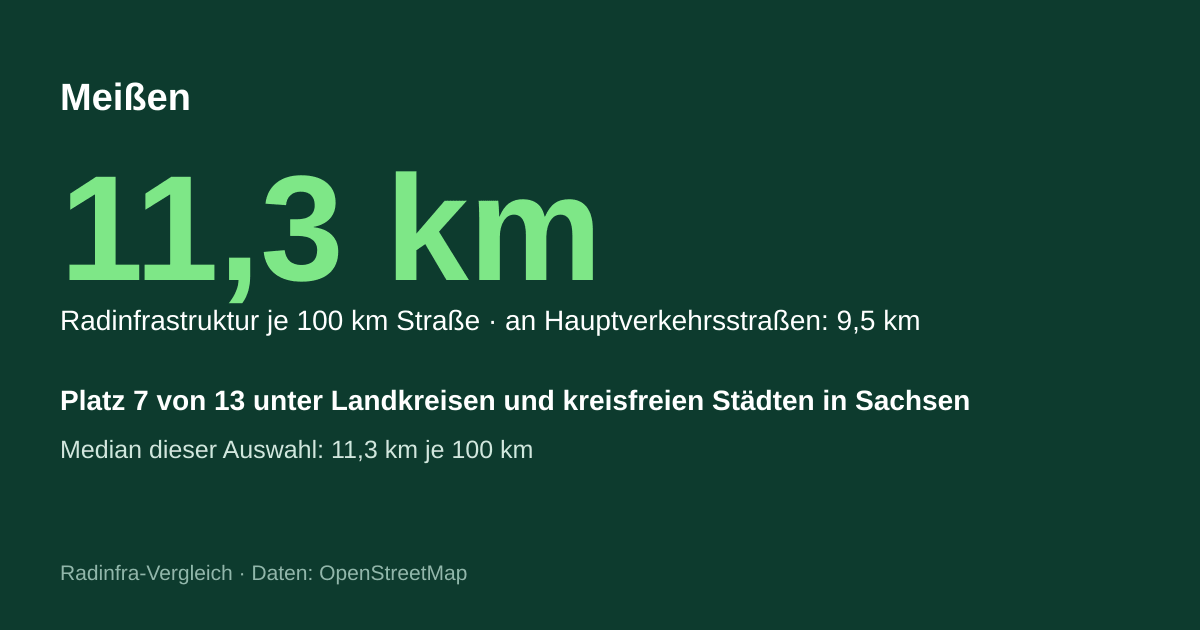 Meißen
11,3 km
Radinfrastruktur je 100 km Straße · an Hauptverkehrsstraßen: 9,5 km
Platz 7 von 13 unter Landkreisen und kreisfreien Städten in Sachsen
Median dieser Auswahl: 11,3 km je 100 km
Radinfra-Vergleich · Daten: OpenStreetMap